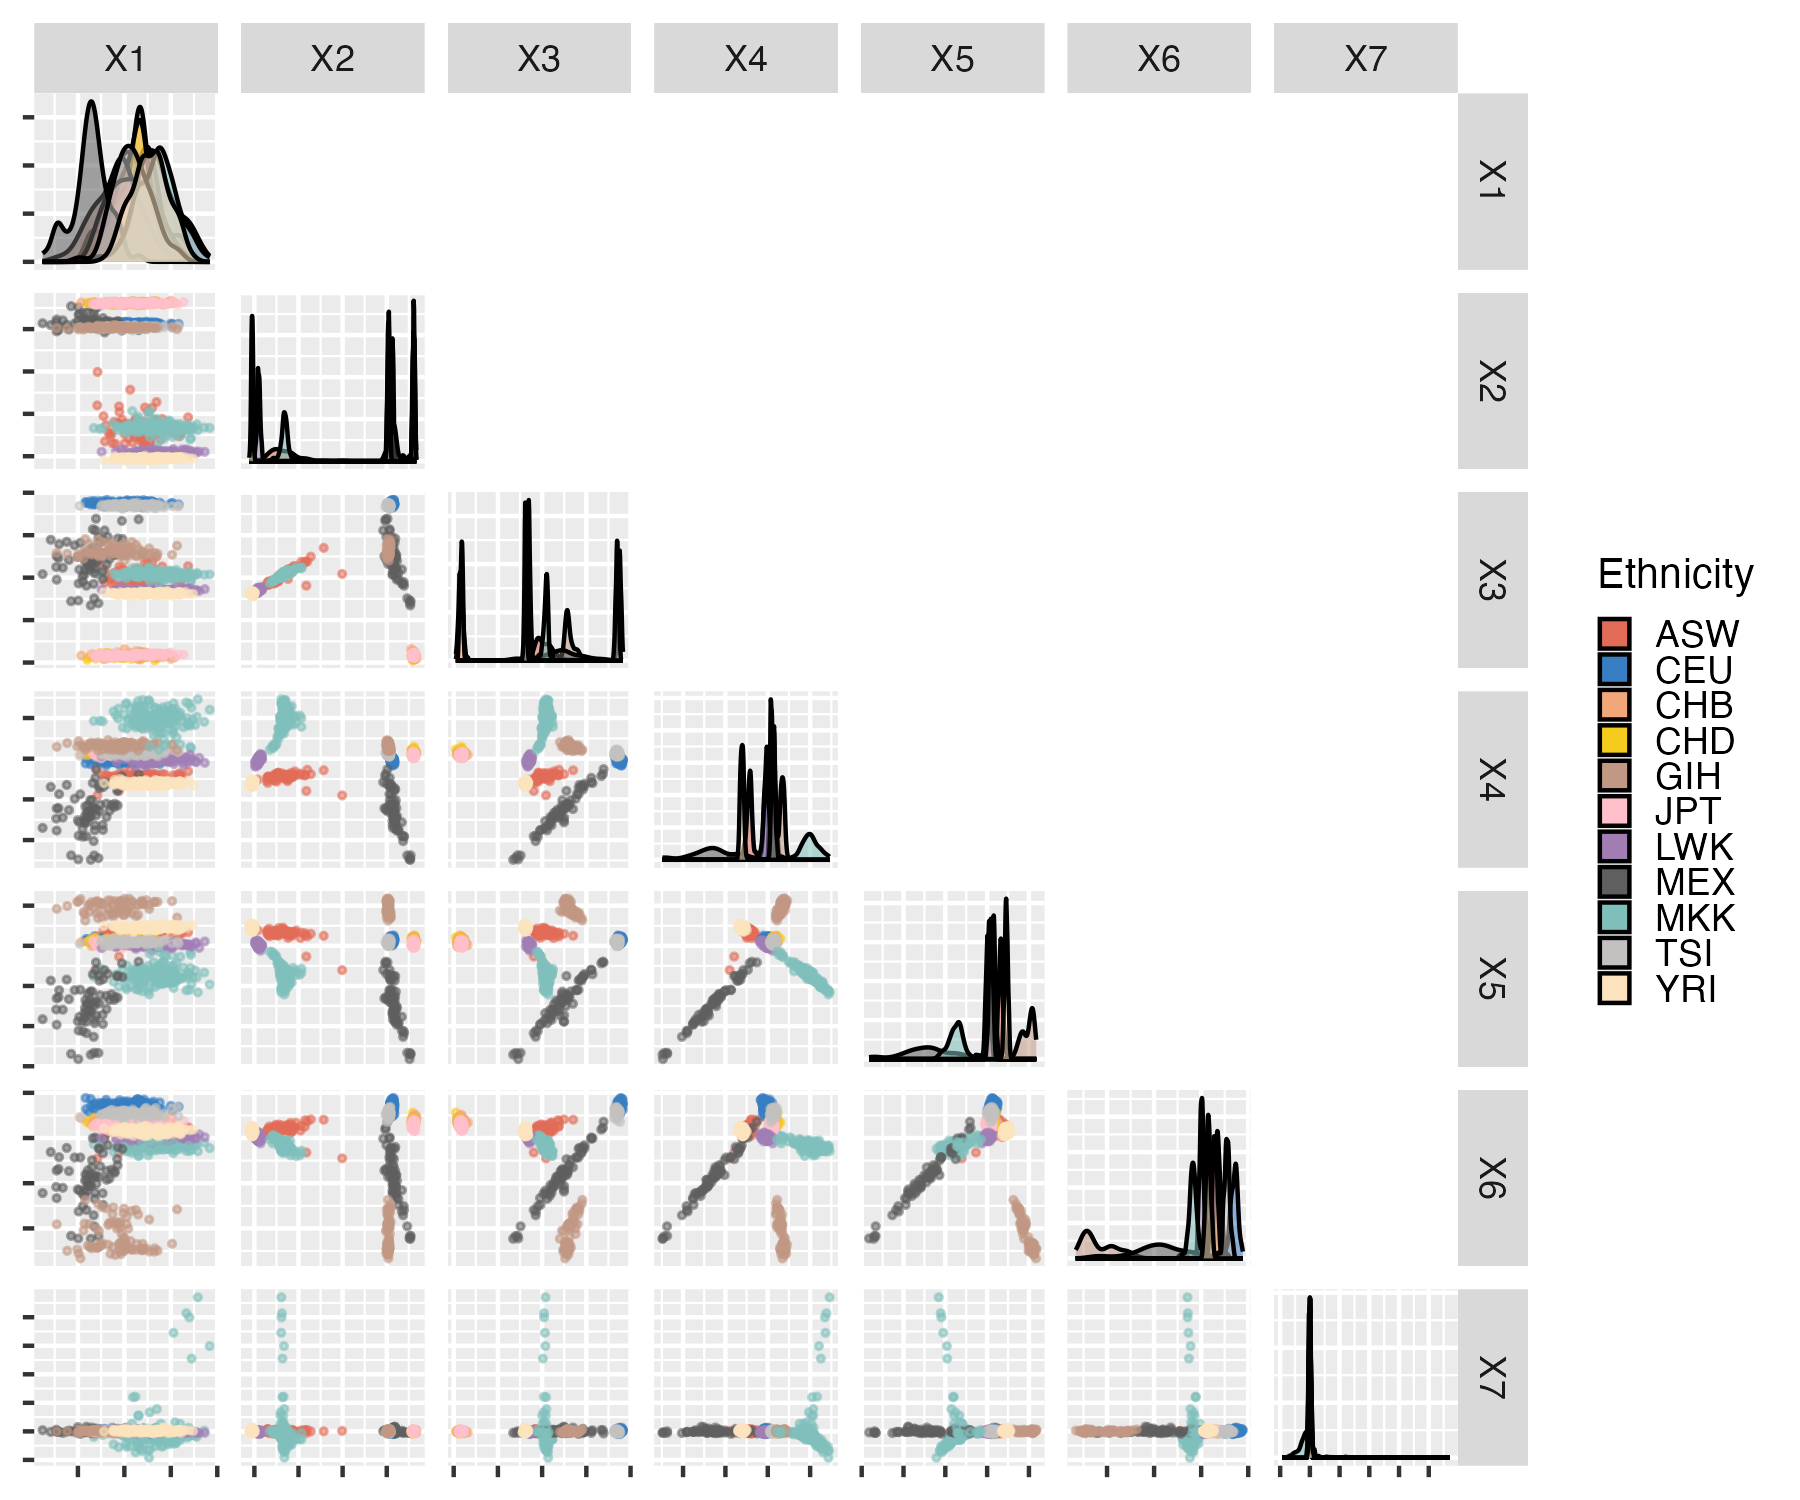 X1
X2
X3
X4
X5
X6
X7
X1
X2
X3
X4
X5
X6
X7
Ethnicity
ASW
CEU
CHB
CHD
GIH
JPT
LWK
MEX
MKK
TSI
YRI